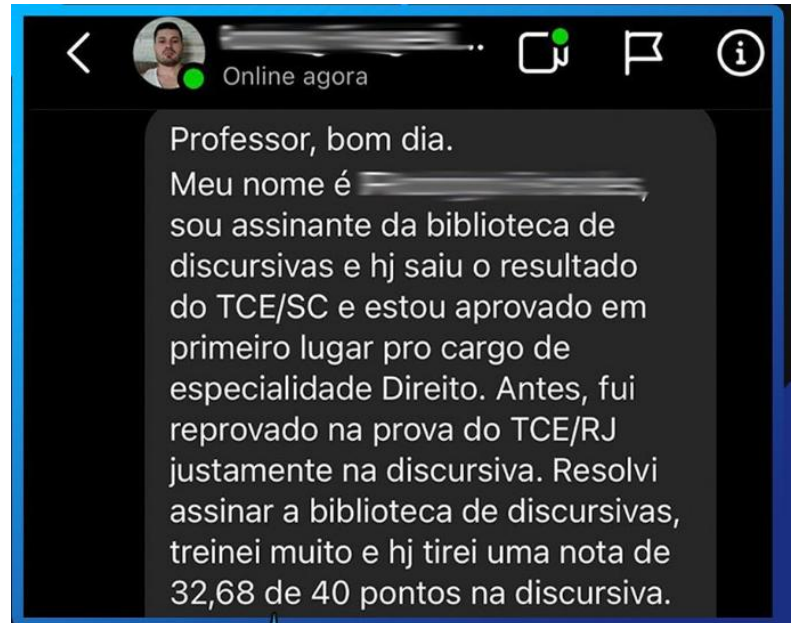 Online agora
Professor, bom dia.
Meu nome é
sou assinante da biblioteca de
discursivas e hj saiu o resultado
do TCE/SC e estou aprovado em
primeiro lugar pro cargo de
especialidade Direito. Antes, fui
reprovado na prova do TCE/RJ
justamente na discursiva. Resolvi
assinar a biblioteca de discursivas,
treinei muito e hj tirei uma nota de
32,68 de 40 pontos na discursiva.